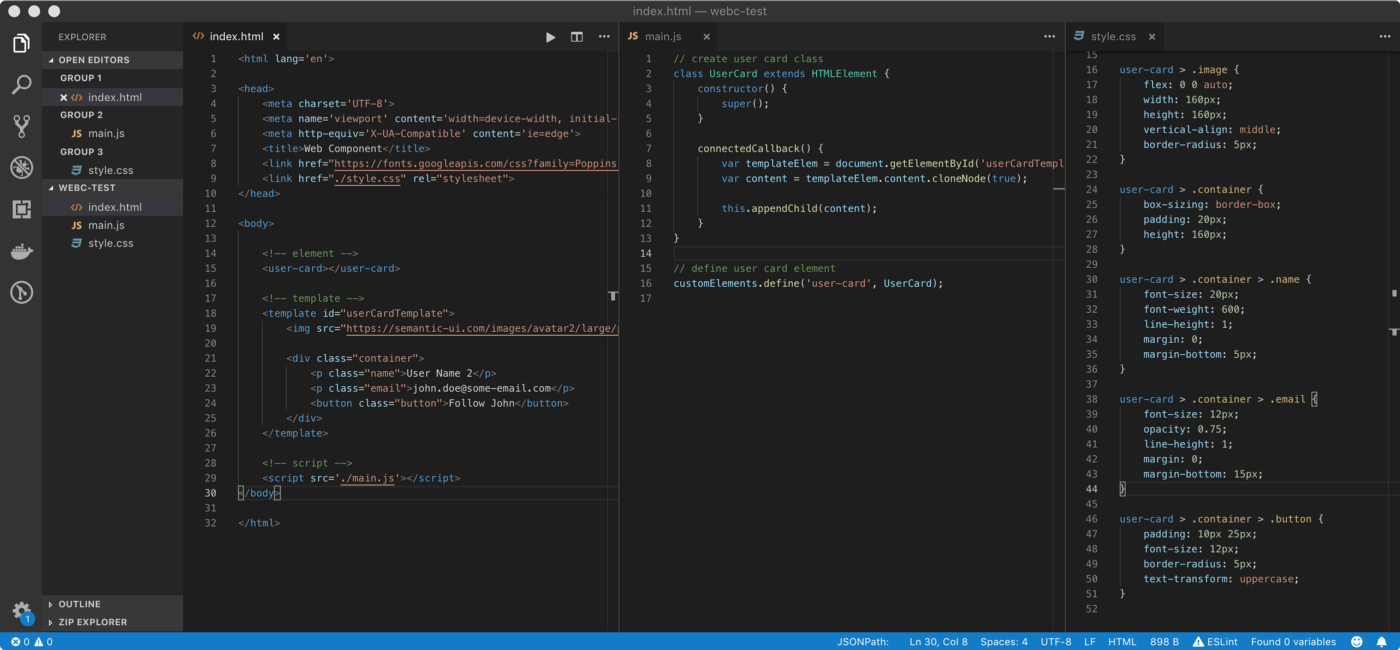 index.html — webc-test
EXPLORER
OPEN EDITORS
GROUP 1
index.html
GROUP 2
JS main.js
GROUP 3
style.css
WEBC-TEST
index.html
JS main.js
style.css
OUTLINE
ZIP EXPLORER
1
index.html
1 <html lang='en'>
2
3 <head>
4 <meta charset='UTF-8'>
5 <meta name='viewport' content='width=device-width, initial-
6 <meta http-equiv='X-UA-Compatible' content='ie=edge'>
7 <title>Web Component</title>
8 <link href="https://fonts.googleapis.com/css?family=Poppins
9 <link href="./style.css" rel="stylesheet">
10 </head>
11
12 <body>
13
14 <!-- element -->
15 <user-card></user-card>
16
17 <!-- template -->
18 <template id="userCardTemplate">
19 <img src="https://semantic-ui.com/images/avatar2/large/
20
21 <div class="container">
22 <p class="name">User Name 2</p>
23 <p class="email">john.doe@some-email.com</p>
24 <button class="button">Follow John</button>
25 </div>
26 </template>
27
28 <!-- script -->
29 <script src='./main.js'></script>
30 </body>
31
32 </html>
JS main.js
1 // create user card class
2 class UserCard extends HTMLElement {
3 constructor() {
4 super();
5 }
6
7 connectedCallback() {
8 var templateElem = document.getElementById('userCardTempl
9 var content = templateElem.content.cloneNode(true);
10
11 this.appendChild(content);
12 }
13 }
14
15 // define user card element
16 customElements.define('user-card', UserCard);
17
style.css
15
16 user-card > .image {
17 flex: 0 0 auto;
18 width: 160px;
19 height: 160px;
20 vertical-align: middle;
21 border-radius: 5px;
22 }
23
24 user-card > .container {
25 box-sizing: border-box;
26 padding: 20px;
27 height: 160px;
28 }
29
30 user-card > .container > .name {
31 font-size: 20px;
32 font-weight: 600;
33 line-height: 1;
34 margin: 0;
35 margin-bottom: 5px;
36 }
37
38 user-card > .container > .email {
39 font-size: 12px;
40 opacity: 0.75;
41 line-height: 1;
42 margin: 0;
43 margin-bottom: 15px;
44 }
45
46 user-card > .container > .button {
47 padding: 10px 25px;
48 font-size: 12px;
49 border-radius: 5px;
50 text-transform: uppercase;
51 }
52
0 0 JSONPath: Ln 30, Col 8 Spaces: 4 UTF-8 LF HTML 898 B ESLint Found 0 variables